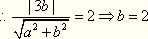 ∴ |3b| / √(a² + b²) = 2 ⇒ b = 2